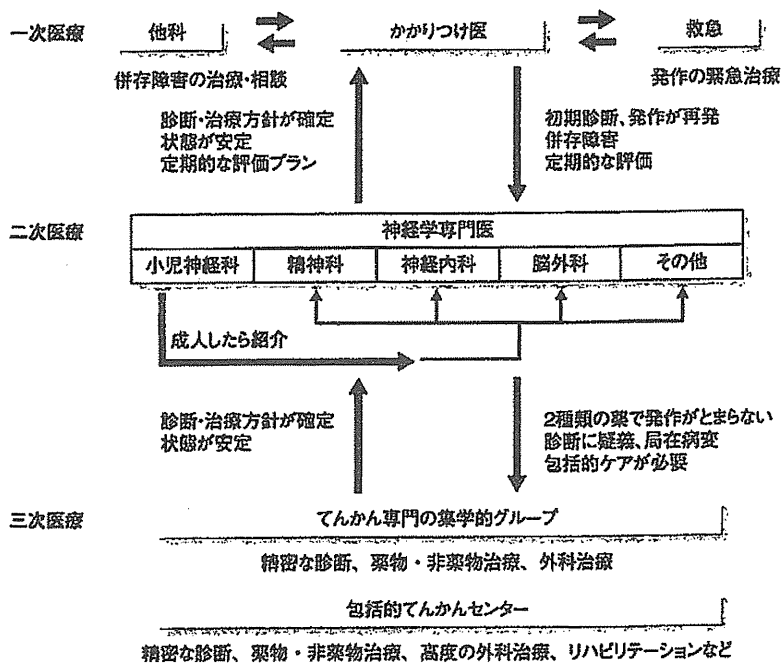 一次医療
他科
かかりつけ医
救急
併存障害の治療・相談
発作の緊急治療
診断・治療方針が確定
状態が安定
定期的な評価プラン
初期診断、発作が再発
併存障害
定期的な評価
二次医療
神経学専門医
小児神経科
精神科
神経内科
脳外科
その他
成人したら紹介
診断・治療方針が確定
状態が安定
2種類の薬で発作がとまらない
診断に疑義、局在病変
包括的ケアが必要
三次医療
てんかん専門の集学的グループ
精密な診断、薬物・非薬物治療、外科治療
包括的てんかんセンター
精密な診断、薬物・非薬物治療、高度の外科治療、リハビリテーションなど